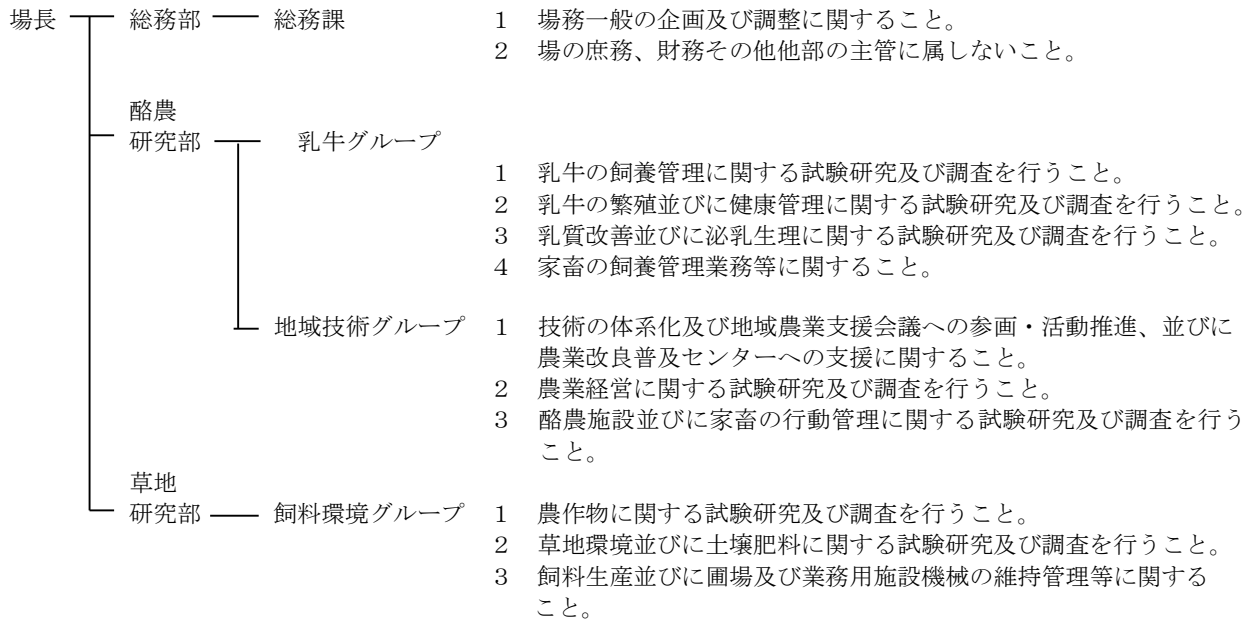 場長 総務部 総務課 １ 場務一般の企画及び調整に関すること。
２ 場の庶務、財務その他他部の主管に属しないこと。
酪農
研究部 乳牛グループ
１ 乳牛の飼養管理に関する試験研究及び調査を行うこと。
２ 乳牛の繁殖並びに健康管理に関する試験研究及び調査を行うこと。
３ 乳質改善並びに泌乳生理に関する試験研究及び調査を行うこと。
４ 家畜の飼養管理業務等に関すること。
地域技術グループ １ 技術の体系化及び地域農業支援会議への参画・活動推進、並びに
農業改良普及センターへの支援に関すること。
２ 農業経営に関する試験研究及び調査を行うこと。
３ 酪農施設並びに家畜の行動管理に関する試験研究及び調査を行う
こと。
草地
研究部 飼料環境グループ １ 農作物に関する試験研究及び調査を行うこと。
２ 草地環境並びに土壌肥料に関する試験研究及び調査を行うこと。
３ 飼料生産並びに圃場及び業務用施設機械の維持管理等に関する
こと。